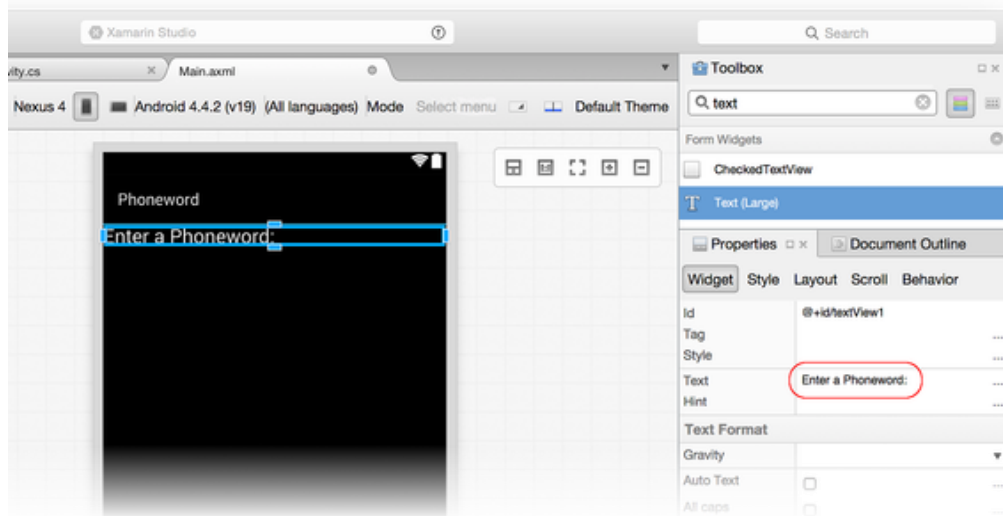 Xamarin Studio
Search
vity.cs
Main.axml
Toolbox
Nexus 4 Android 4.4.2 (v19) (All languages) Mode Select menu Default Theme
text
Form Widgets
CheckedTextView
T Text (Large)
Phoneword
Enter a Phoneword:
Properties Document Outline
Widget Style Layout Scroll Behavior
Id @+id/textView1
Tag ...
Style ...
Text Enter a Phoneword: ...
Hint ...
Text Format
Gravity
Auto Text ...
All caps ...